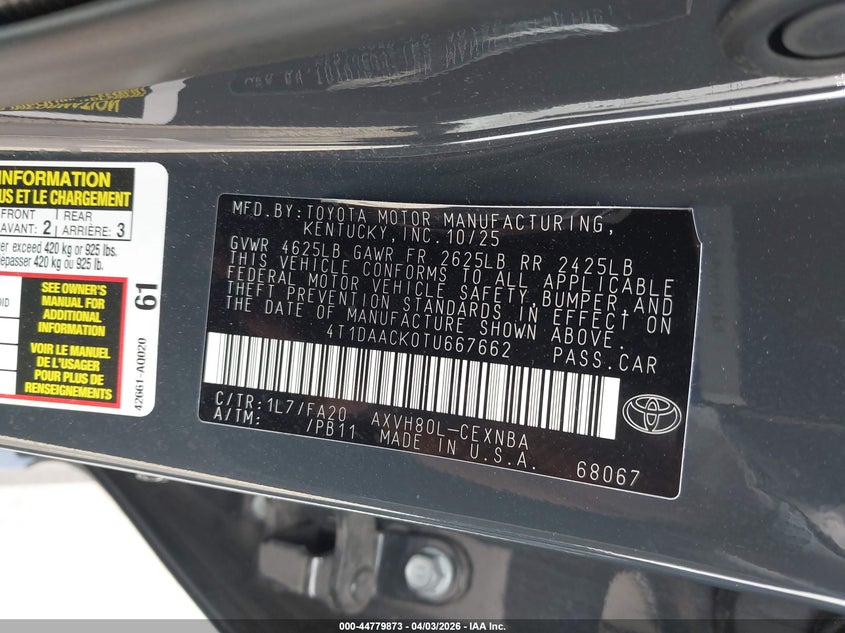 INFORMATION
US ET LE CHARGEMENT
FRONT
AVANT: 2
REAR
ARRIÈRE: 3
er exceed 420 kg or 925 lbs.
dépasser 420 kg ou 925 lb.
SEE OWNER'S
MANUAL FOR
ADDITIONAL
INFORMATION
VOIR LE MANUEL
DE L'USAGER
POUR PLUS DE
RENSEIGNEMENTS
61
42661-A0020
MFD.BY:TOYOTA MOTOR MANUFACTURING,
KENTUCKY, INC. 10/25
GVWR 4625LB GAWR FR 2625LB RR 2425LB
THIS VEHICLE CONFORMS TO ALL APPLICABLE
FEDERAL MOTOR VEHICLE SAFETY,BUMPER,AND
THEFT PREVENTION STANDARDS IN EFFECT ON
THE DATE OF MANUFACTURE SHOWN ABOVE.
4T1DAACK0TU667662 PASS.CAR
C/TR:1L7/FA20 AXVH80L-CEXNBA
A/TM: /PB11 MADE IN U.S.A. 68067
000-44779873 - 04/03/2026 - IAA Inc.